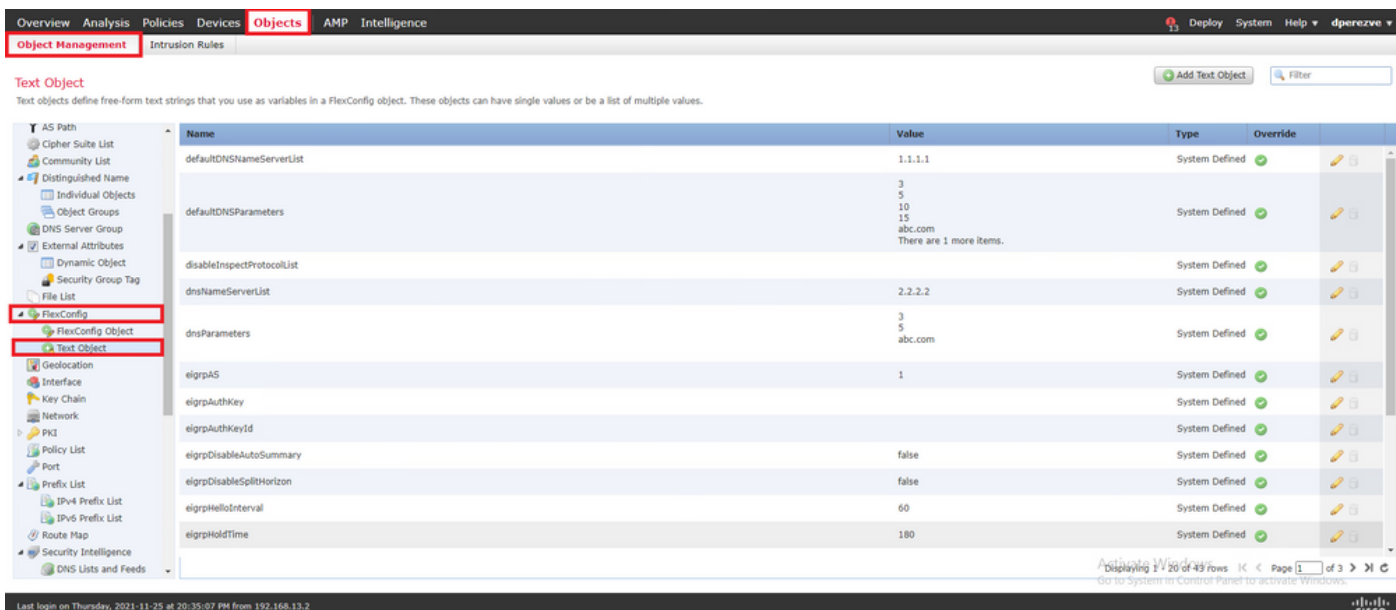 Overview Analysis Policies Devices Objects AMP Intelligence
13 Deploy System Help dperezve
Object Management Intrusion Rules
Text Object
Add Text Object Filter
Text objects define free-form text strings that you use as variables in a FlexConfig object. These objects can have single values or be a list of multiple values.
AS Path
Cipher Suite List
Community List
Distinguished Name
Individual Objects
Object Groups
DNS Server Group
External Attributes
Dynamic Object
Security Group Tag
File List
FlexConfig
FlexConfig Object
Text Object
Geolocation
Interface
Key Chain
Network
PKI
Policy List
Port
Prefix List
IPv4 Prefix List
IPv6 Prefix List
Route Map
Security Intelligence
DNS Lists and Feeds
Name Value Type Override
defaultDNSNameServerList 1.1.1.1 System Defined
defaultDNSParameters
3
5
10
15
abc.com
There are 1 more items.
System Defined
disableInspectProtocolList System Defined
dnsNameServerList 2.2.2.2 System Defined
dnsParameters
3
5
abc.com
System Defined
eigrpAS 1 System Defined
eigrpAuthKey System Defined
eigrpAuthKeyId System Defined
eigrpDisableAutoSummary false System Defined
eigrpDisableSplitHorizon false System Defined
eigrpHelloInterval 60 System Defined
eigrpHoldTime 180 System Defined
Activate Windows
Displaying 1 - 20 of 49 rows Page 1 of 3
Go to System in Control Panel to activate Windows.
Last login on Thursday, 2021-11-25 at 20:35:07 PM from 192.168.13.2
cisco